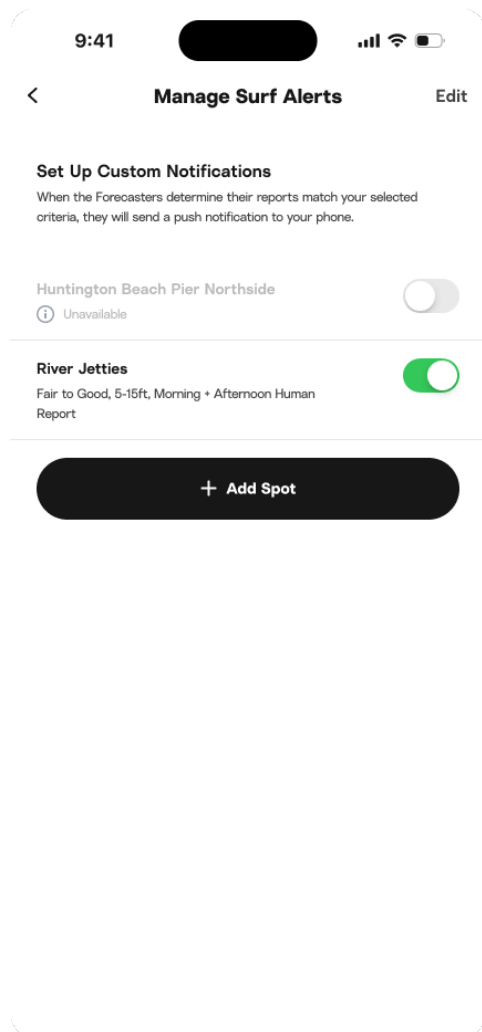 9:41
Manage Surf Alerts
Edit
Set Up Custom Notifications
When the Forecasters determine their reports match your selected
criteria, they will send a push notification to your phone.
Huntington Beach Pier Northside
Unavailable
River Jetties
Fair to Good, 5-15ft, Morning + Afternoon Human
Report
+ Add Spot